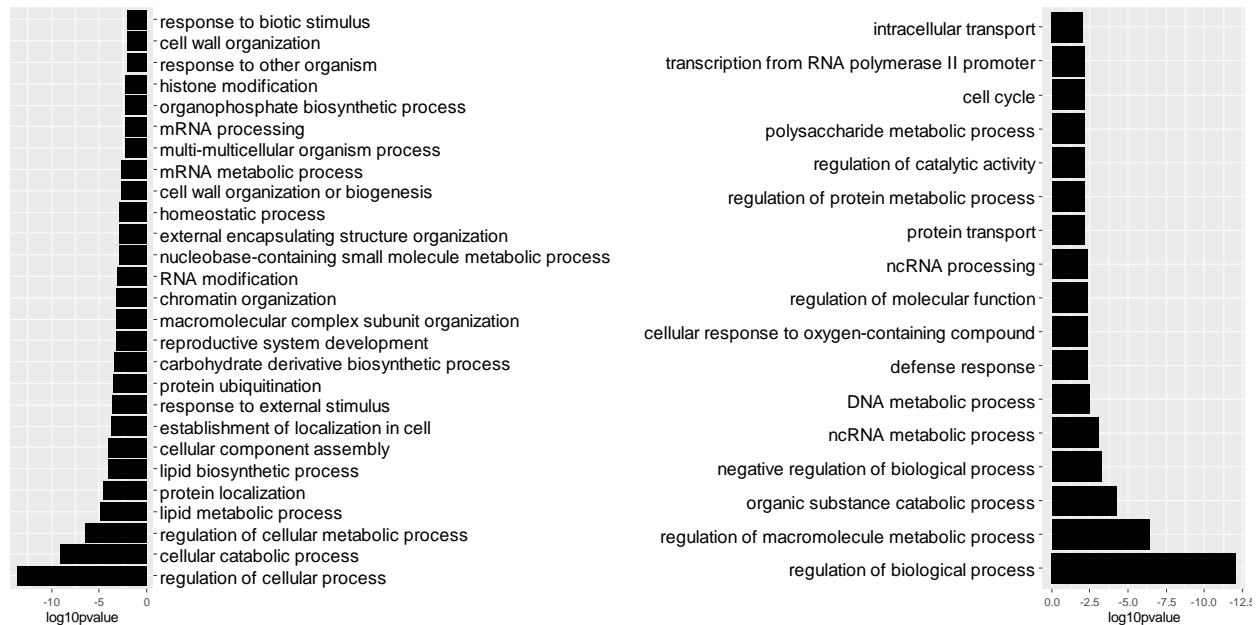 response to biotic stimulus
cell wall organization
response to other organism
histone modification
organophosphate biosynthetic process
mRNA processing
multi-multicellular organism process
mRNA metabolic process
cell wall organization or biogenesis
homeostatic process
external encapsulating structure organization
nucleobase-containing small molecule metabolic process
RNA modification
chromatin organization
macromolecular complex subunit organization
reproductive system development
carbohydrate derivative biosynthetic process
protein ubiquitination
response to external stimulus
establishment of localization in cell
cellular component assembly
lipid biosynthetic process
protein localization
lipid metabolic process
regulation of cellular metabolic process
cellular catabolic process
regulation of cellular process
-10 -5 0
log10pvalue
intracellular transport
transcription from RNA polymerase II promoter
cell cycle
polysaccharide metabolic process
regulation of catalytic activity
regulation of protein metabolic process
protein transport
ncRNA processing
regulation of molecular function
cellular response to oxygen-containing compound
defense response
DNA metabolic process
ncRNA metabolic process
negative regulation of biological process
organic substance catabolic process
regulation of macromolecule metabolic process
regulation of biological process
0.0 -2.5 -5.0 -7.5 -10.0 -12.5
log10pvalue